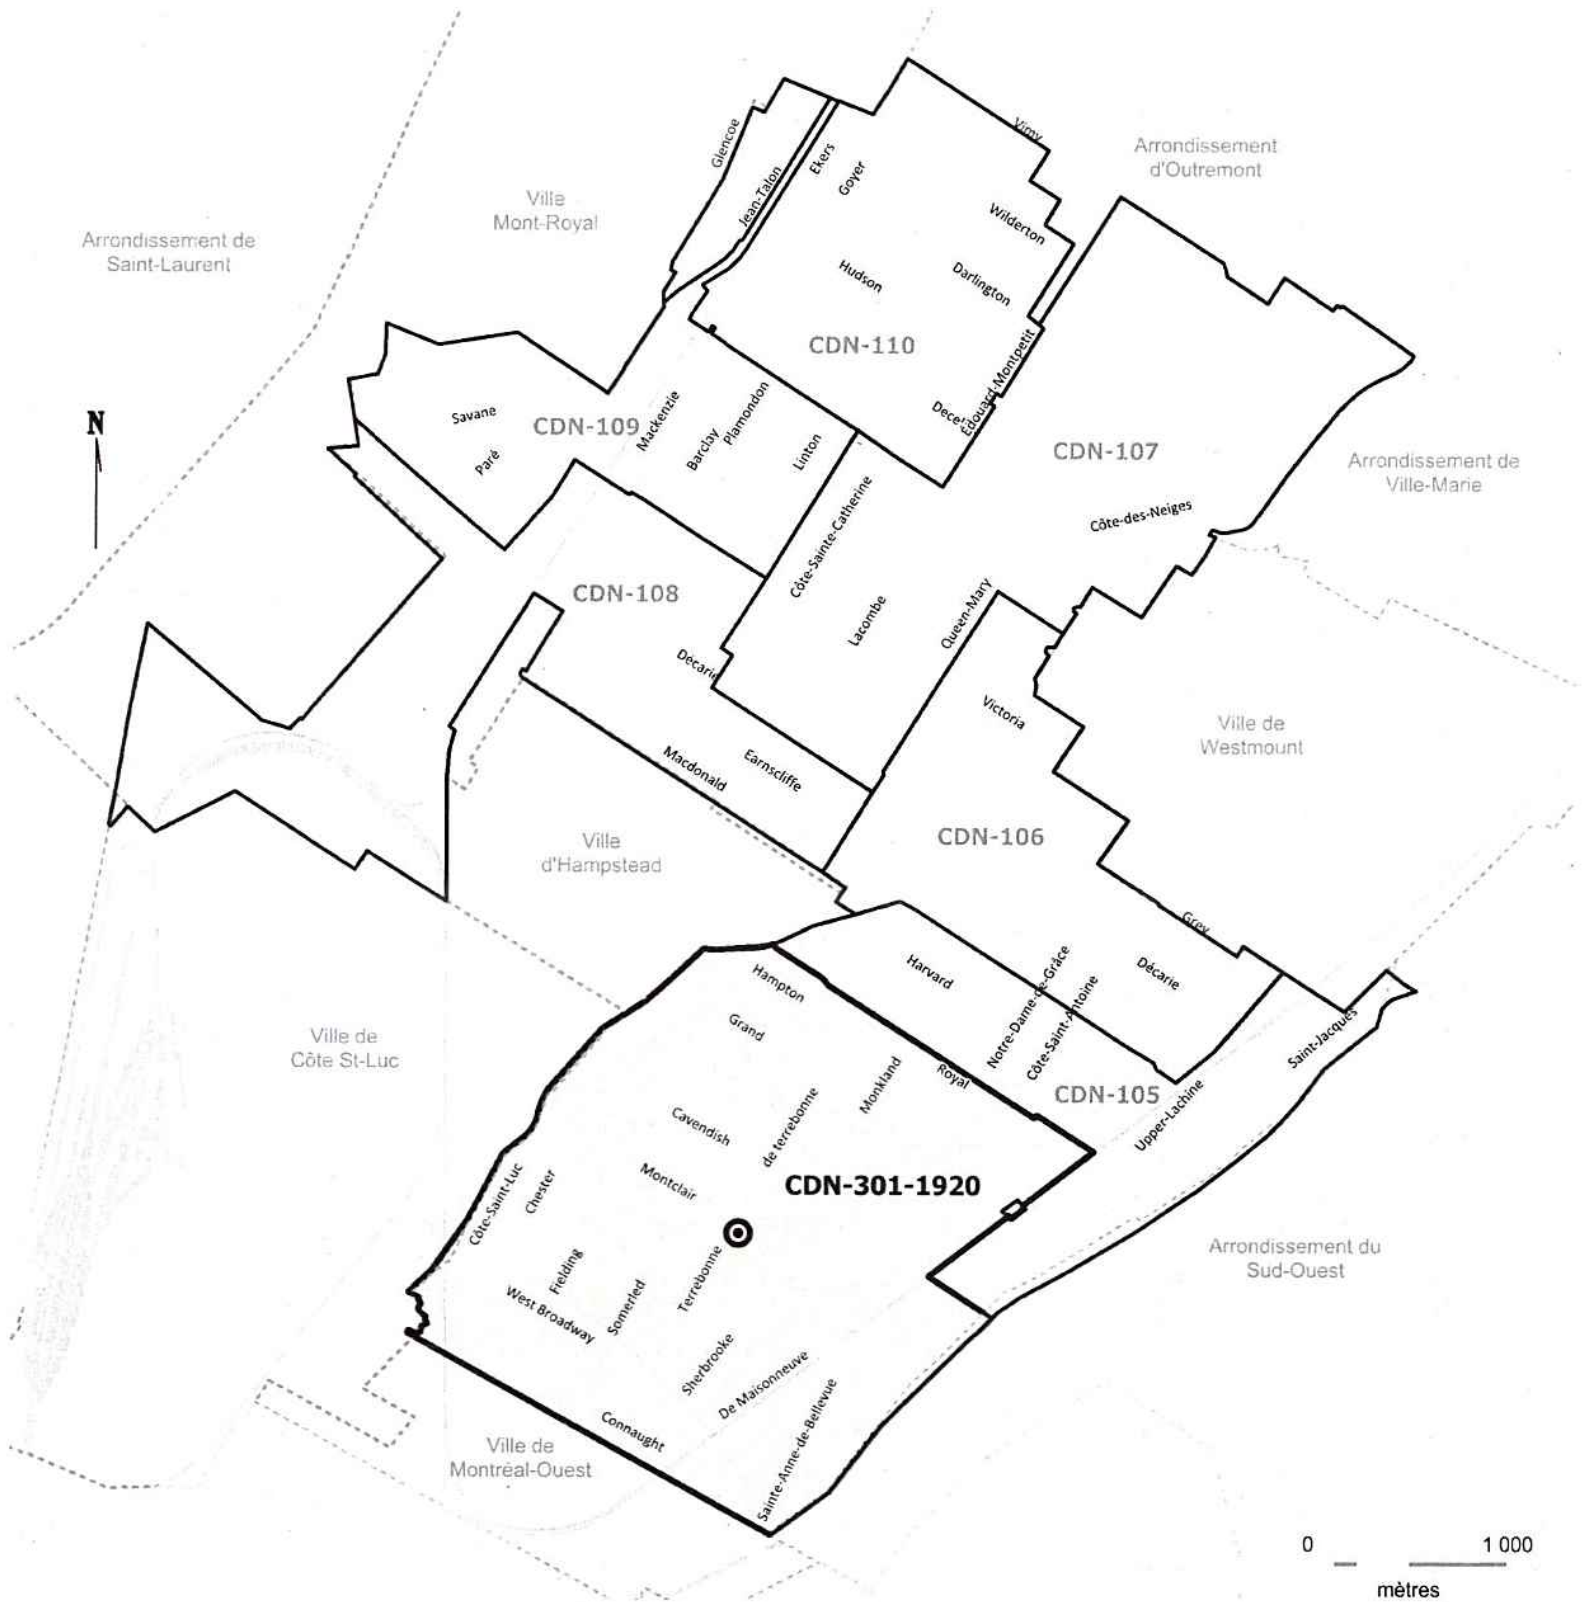 Vimy
Arrondissement
d'Outremont
Glencoe
Ekers
Goyer
Jean-Talon
Ville
Mont-Royal
Arrondissement de
Saint-Laurent
Wilderton
Hudson
Darlington
CDN-110
Édouard-Montpetit
N
Savane
CDN-109
Mackenzie
Barclay
Plamondon
Linton
Paré
CDN-107
Arrondissement de
Ville-Marie
Côte-des-Neiges
Côte-Sainte-Catherine
CDN-108
Lacombe
Queen-Mary
Décarie
Victoria
Ville de
Westmount
Macdonald
Earnscliffe
CDN-106
Ville
d'Hampstead
Grey
Harvard
Décarie
Hampton
Notre-Dame-de-Grâce
Côte-Saint-Antoine
Grand
Ville de
Côte St-Luc
Saint-Jacques
Monkland
Royal
CDN-105
Upper-Lachine
Cavendish
de terrebonne
Montclair
CDN-301-1920
Côte-Saint-Luc
Chester
Arrondissement du
Sud-Ouest
Fielding
Terrebonne
West Broadway
Somerled
Sherbrooke
De Maisonneuve
Sainte-Anne-de-Bellevue
Connaught
Ville de
Montréal-Ouest
0 1 000
mètres